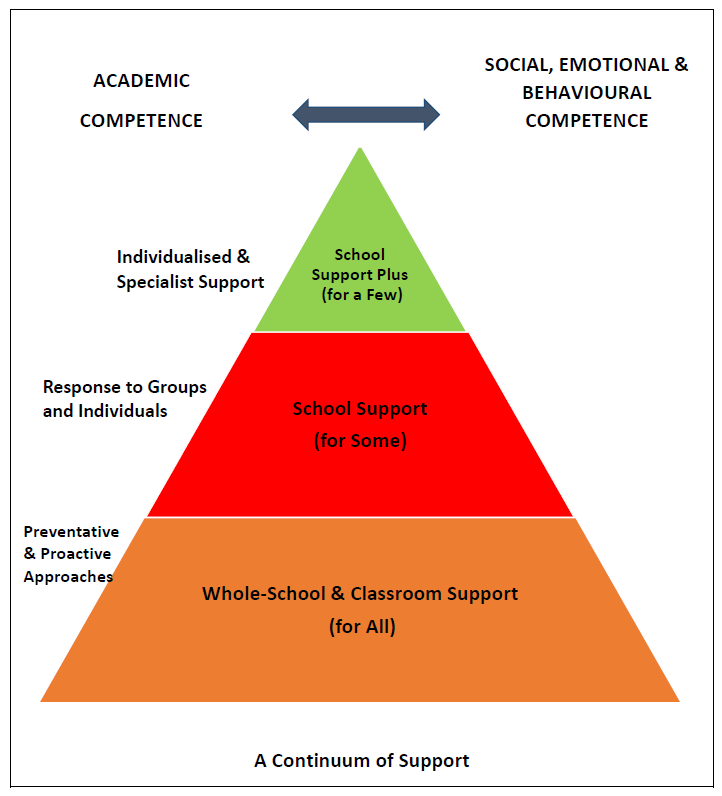 ACADEMIC
COMPETENCE
SOCIAL, EMOTIONAL &
BEHAVIOURAL
COMPETENCE
Individualised &
Specialist Support
School
Support Plus
(for a Few)
Response to Groups
and Individuals
School Support
(for Some)
Preventative
& Proactive
Approaches
Whole-School & Classroom Support
(for All)
A Continuum of Support